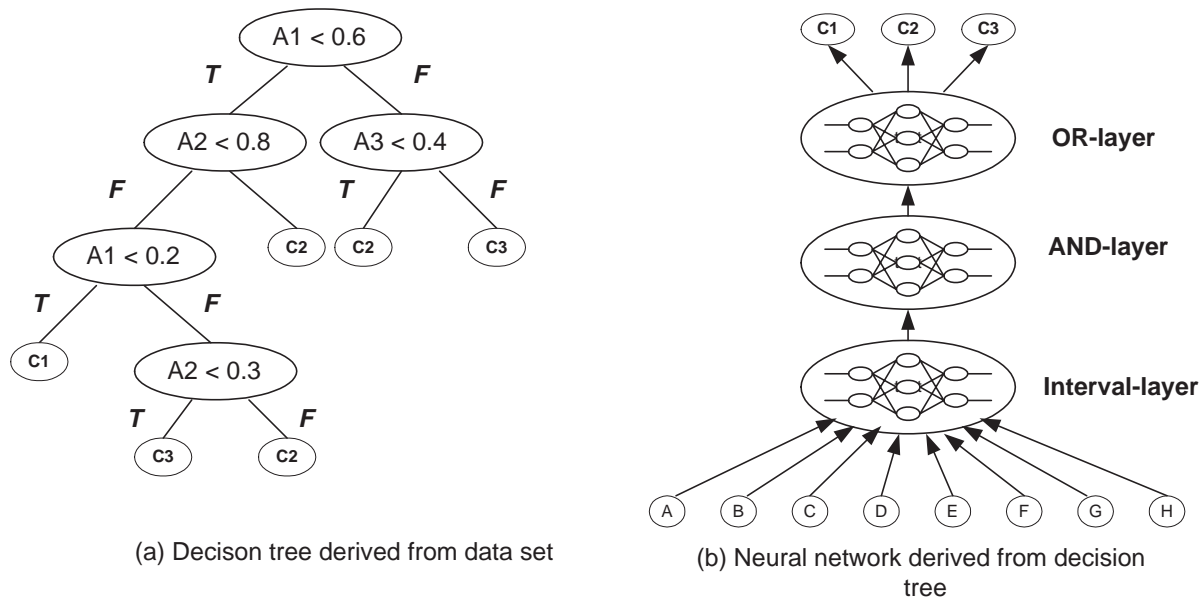 A1 < 0.6
T
F
A2 < 0.8
A3 < 0.4
F
T
F
A1 < 0.2
C2
C2
C3
T
F
C1
A2 < 0.3
T
F
C3
C2
(a) Decison tree derived from data set
C1
C2
C3
OR-layer
AND-layer
Interval-layer
A
B
C
D
E
F
G
H
(b) Neural network derived from decision
tree